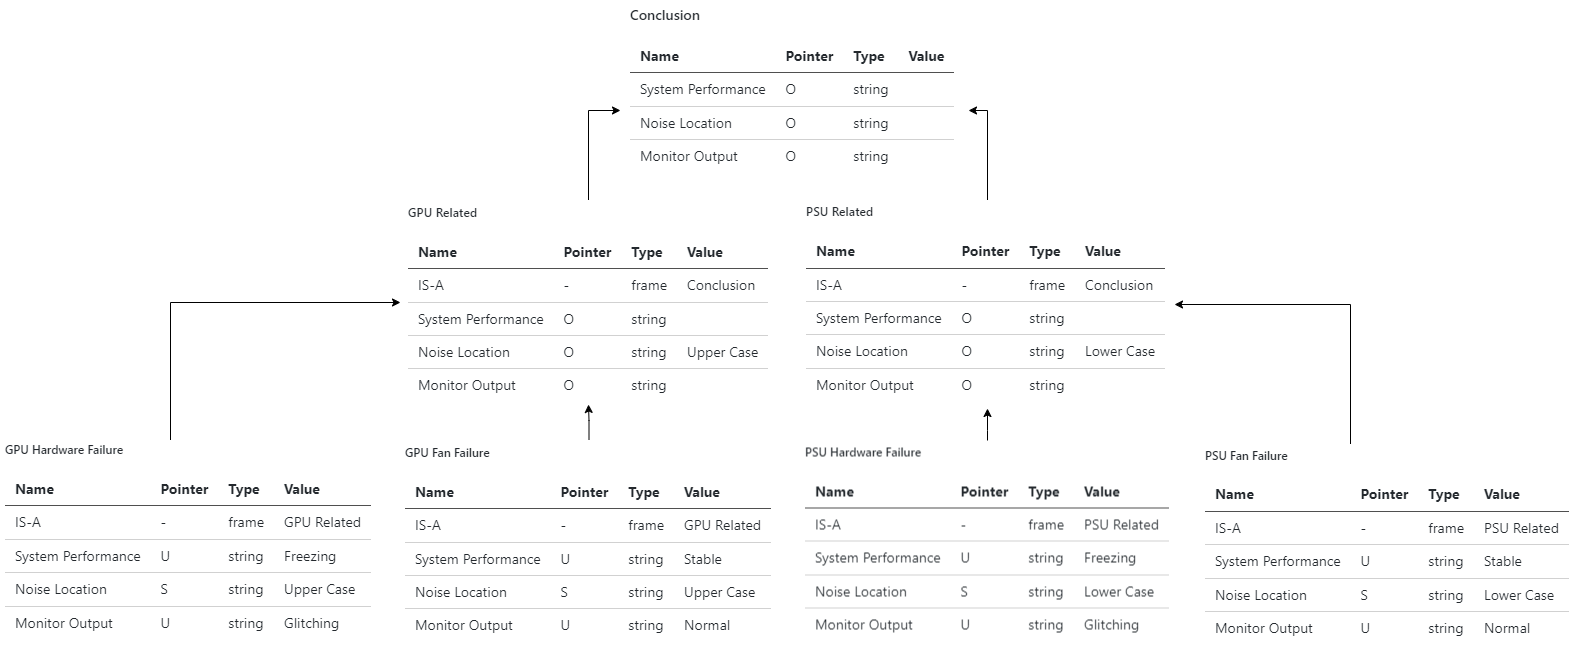 Conclusion
Name Pointer Type Value
System Performance O string
Noise Location O string
Monitor Output O string
GPU Related
Name Pointer Type Value
IS-A - frame Conclusion
System Performance O string
Noise Location O string Upper Case
Monitor Output O string
PSU Related
Name Pointer Type Value
IS-A - frame Conclusion
System Performance O string
Noise Location O string Lower Case
Monitor Output O string
GPU Hardware Failure
Name Pointer Type Value
IS-A - frame GPU Related
System Performance U string Freezing
Noise Location S string Upper Case
Monitor Output U string Glitching
GPU Fan Failure
Name Pointer Type Value
IS-A - frame GPU Related
System Performance U string Stable
Noise Location S string Upper Case
Monitor Output U string Normal
PSU Hardware Failure
Name Pointer Type Value
IS-A - frame PSU Related
System Performance U string Freezing
Noise Location S string Lower Case
Monitor Output U string Glitching
PSU Fan Failure
Name Pointer Type Value
IS-A - frame PSU Related
System Performance U string Stable
Noise Location S string Lower Case
Monitor Output U string Normal